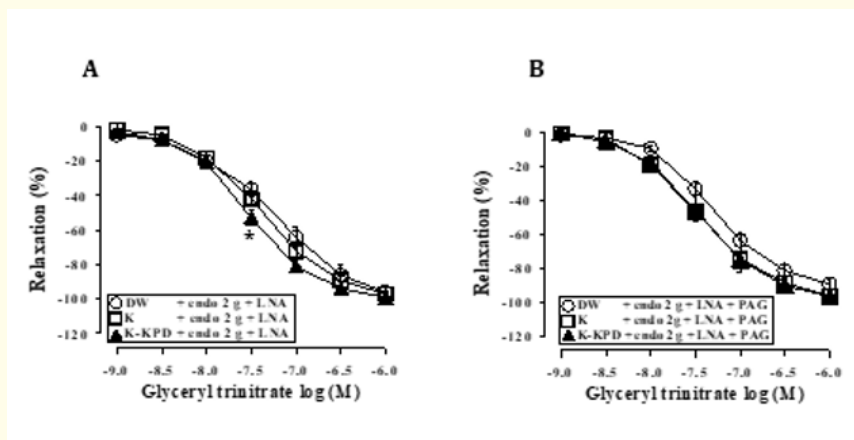 A
B
Relaxation (%)
0
-20
-40
-60
-80
-100
-120
*
DW + endo 2 g + LNA
K + endo 2 g + LNA
K-KPD + endo 2 g + LNA
-9.0 -8.5 -8.0 -7.5 -7.0 -6.5 -6.0
Glyceryl trinitrate log (M)
Relaxation (%)
0
-20
-40
-60
-80
-100
-120
DW + endo 2 g + LNA + PAG
K + endo 2g + LNA + PAG
K-KPD + endo 2 g + LNA + PAG
-9.0 -8.5 -8.0 -7.5 -7.0 -6.5 -6.0
Glyceryl trinitrate log (M)